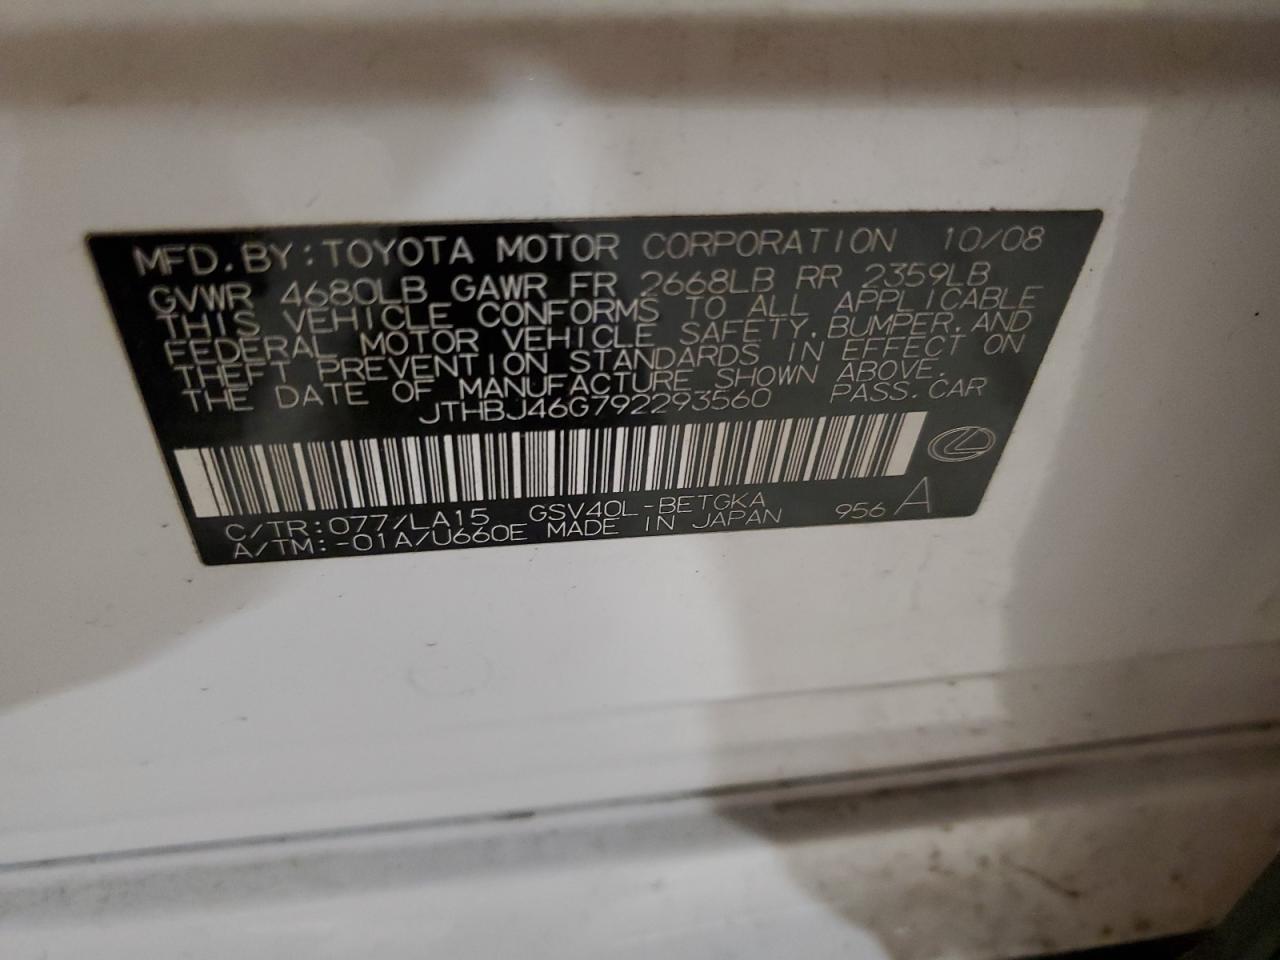 MFD. BY: TOYOTA MOTOR CORPORATION 10/08
GVWR 4680LB GAWR FR 2668LB RR 2359LB
THIS VEHICLE CONFORMS TO ALL APPLICABLE
FEDERAL MOTOR VEHICLE SAFETY, BUMPER, AND
THEFT PREVENTION STANDARDS IN EFFECT ON
THE DATE OF MANUFACTURE SHOWN ABOVE.
JTHBJ46G792293560 PASS. CAR
C/TR: 077/LA15 GSV40L-BETGKA
A/TM: -01A/U660E MADE IN JAPAN 956 A